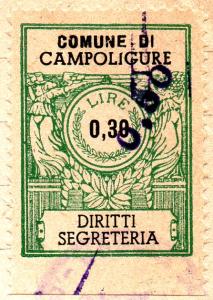 COMUNE DI
CAMPOLIGURE
LIRE
0,30
DIRITTI
SEGRETERIA